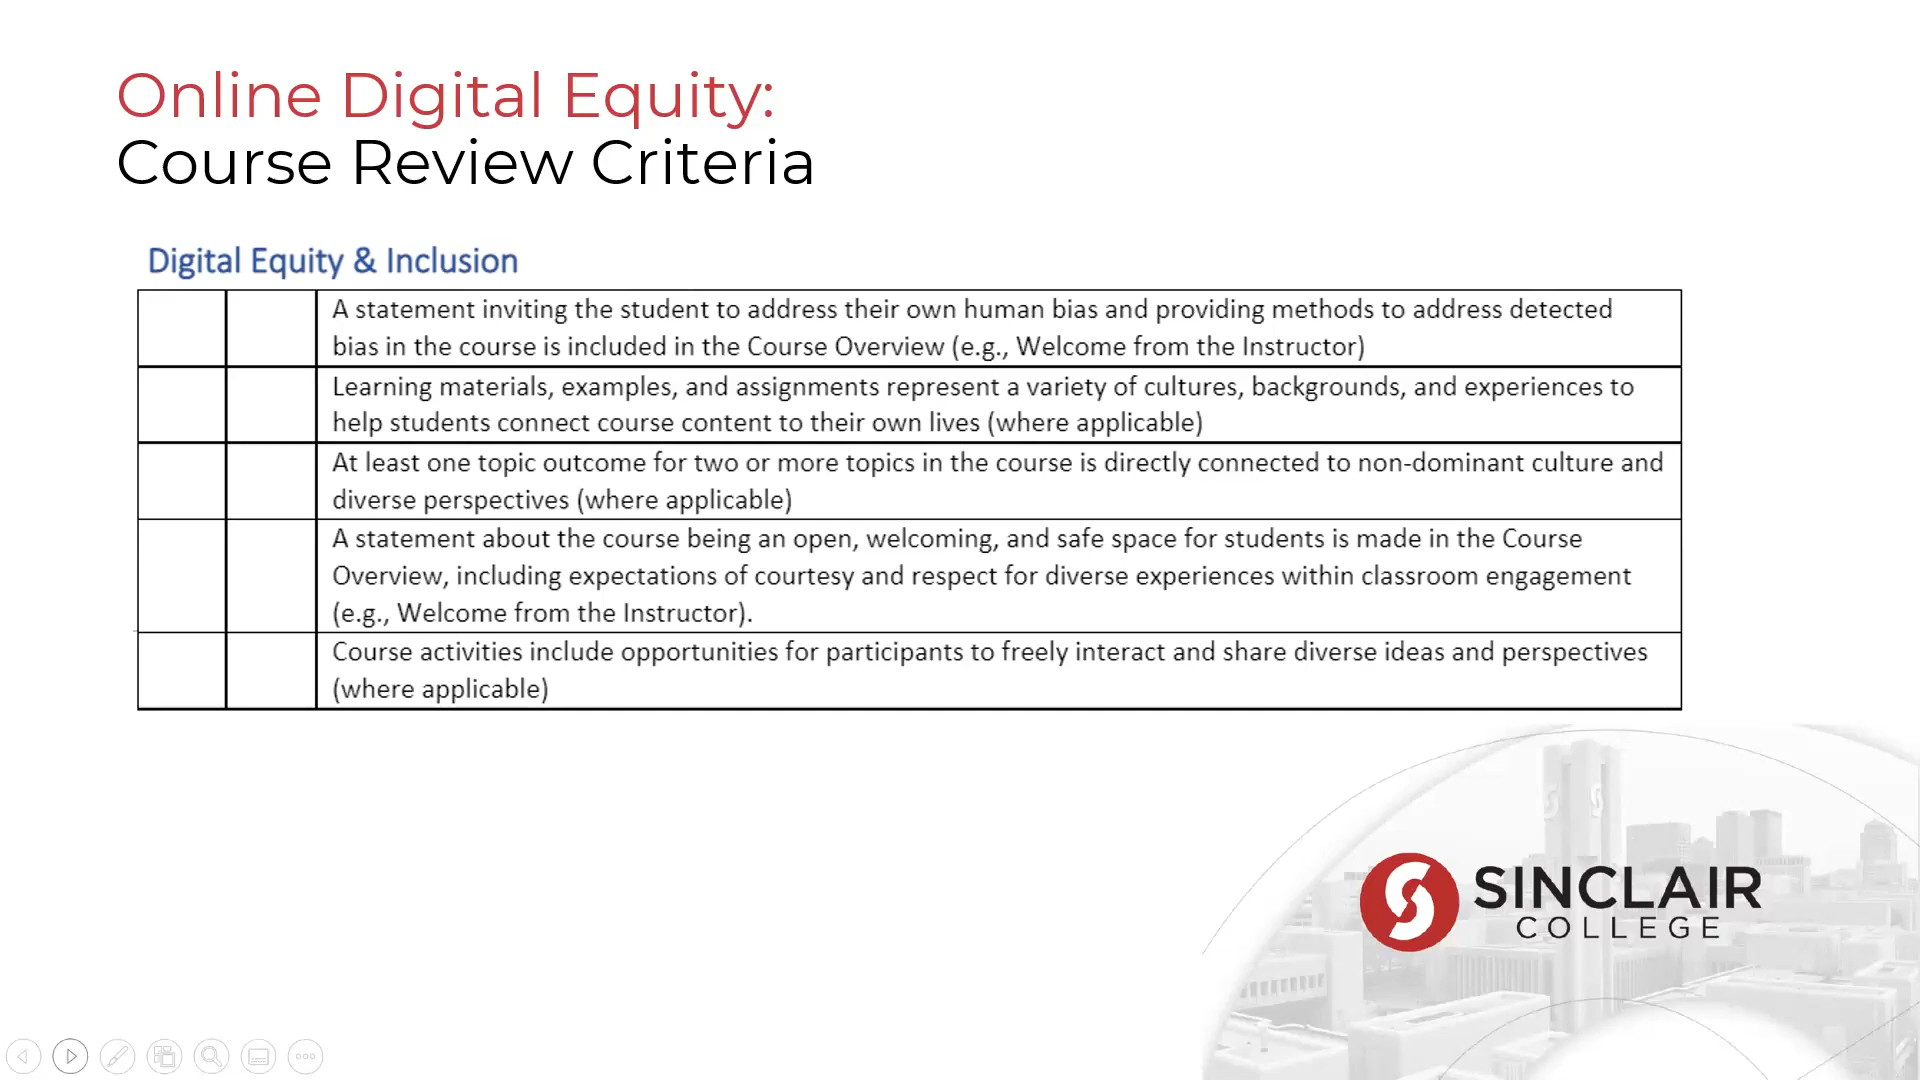 Online Digital Equity:
Course Review Criteria
Digital Equity & Inclusion
A statement inviting the student to address their own human bias and providing methods to address detected
bias in the course is included in the Course Overview (e.g., Welcome from the Instructor)
Learning materials, examples, and assignments represent a variety of cultures, backgrounds, and experiences to
help students connect course content to their own lives (where applicable)
At least one topic outcome for two or more topics in the course is directly connected to non-dominant culture and
diverse perspectives (where applicable)
A statement about the course being an open, welcoming, and safe space for students is made in the Course
Overview, including expectations of courtesy and respect for diverse experiences within classroom engagement
(e.g., Welcome from the Instructor).
Course activities include opportunities for participants to freely interact and share diverse ideas and perspectives
(where applicable)
SINCLAIR
COLLEGE